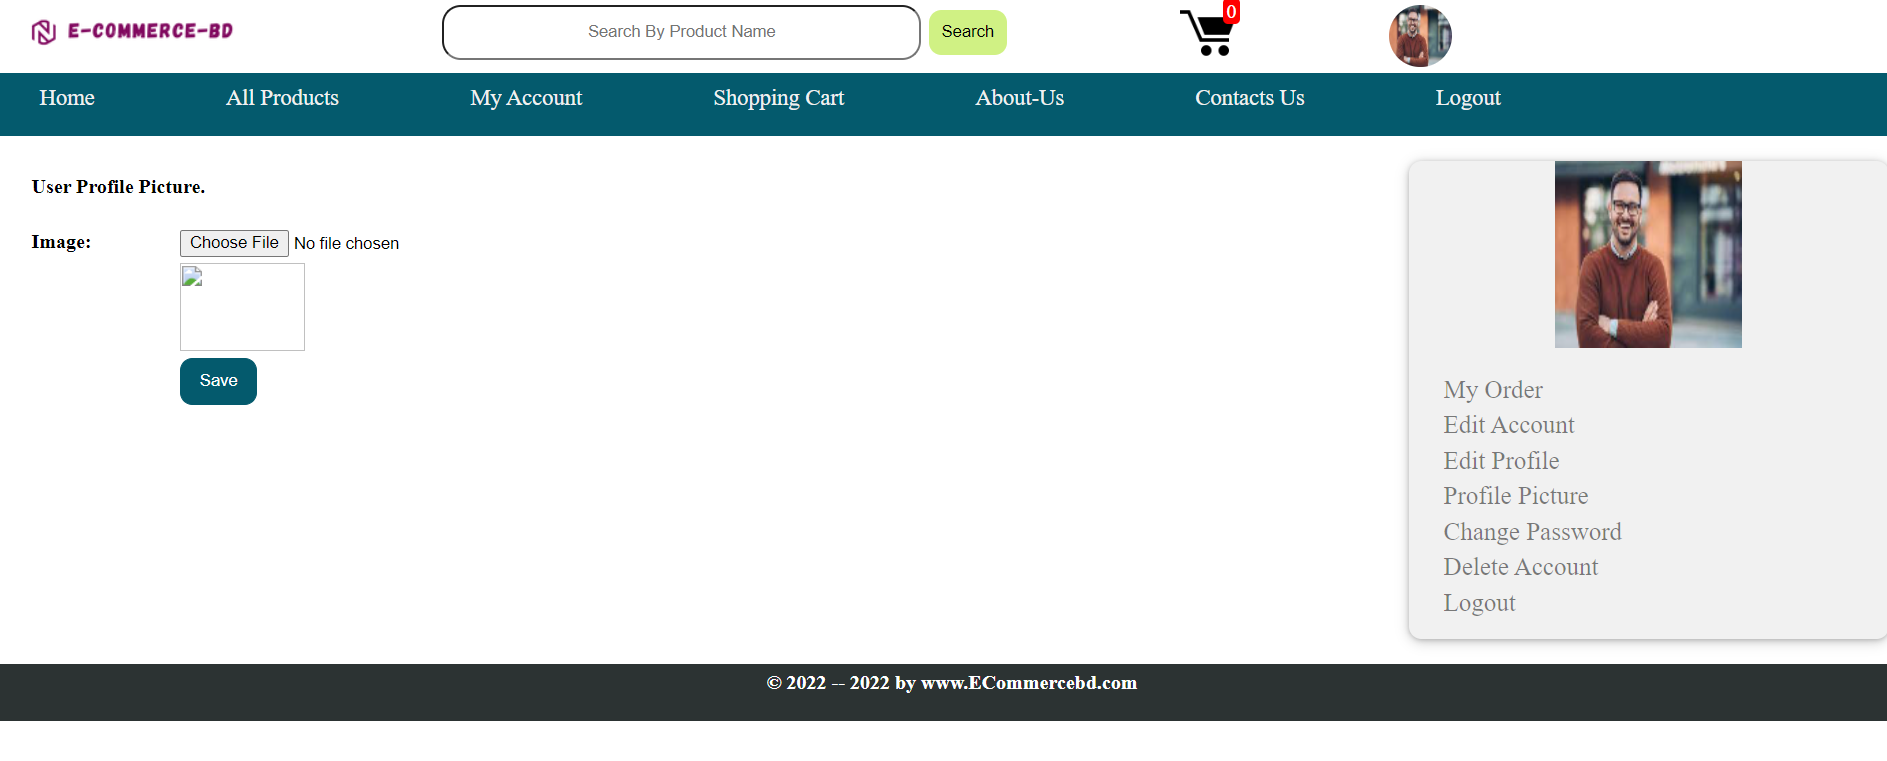 E-COMMERCE-BD
Search By Product Name
Search
0
Home
All Products
My Account
Shopping Cart
About-Us
Contacts Us
Logout
User Profile Picture.
Image:
Choose File No file chosen
Save
My Order
Edit Account
Edit Profile
Profile Picture
Change Password
Delete Account
Logout
© 2022 -- 2022 by www.ECommercebd.com